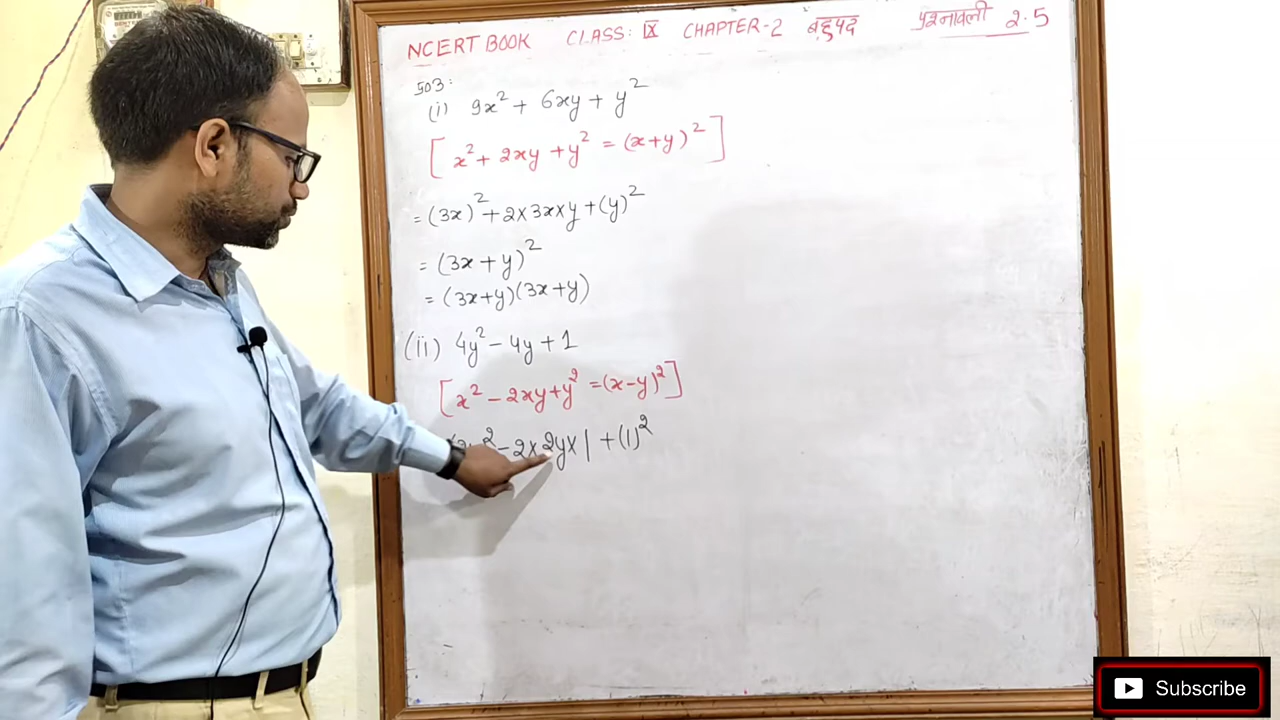 NCERT BOOK CLASS: IX CHAPTER-2 बहुपद प्रश्नावली 2.5
503:
(i) 9x² + 6xy + y²
[x² + 2xy + y² = (x+y)²]
= (3x)² + 2×3x×y + (y)²
= (3x + y)²
= (3x+y)(3x+y)
(ii) 4y² - 4y + 1
[x² - 2xy + y² = (x-y)²]
² - 2×2y×1 + (1)²
Subscribe